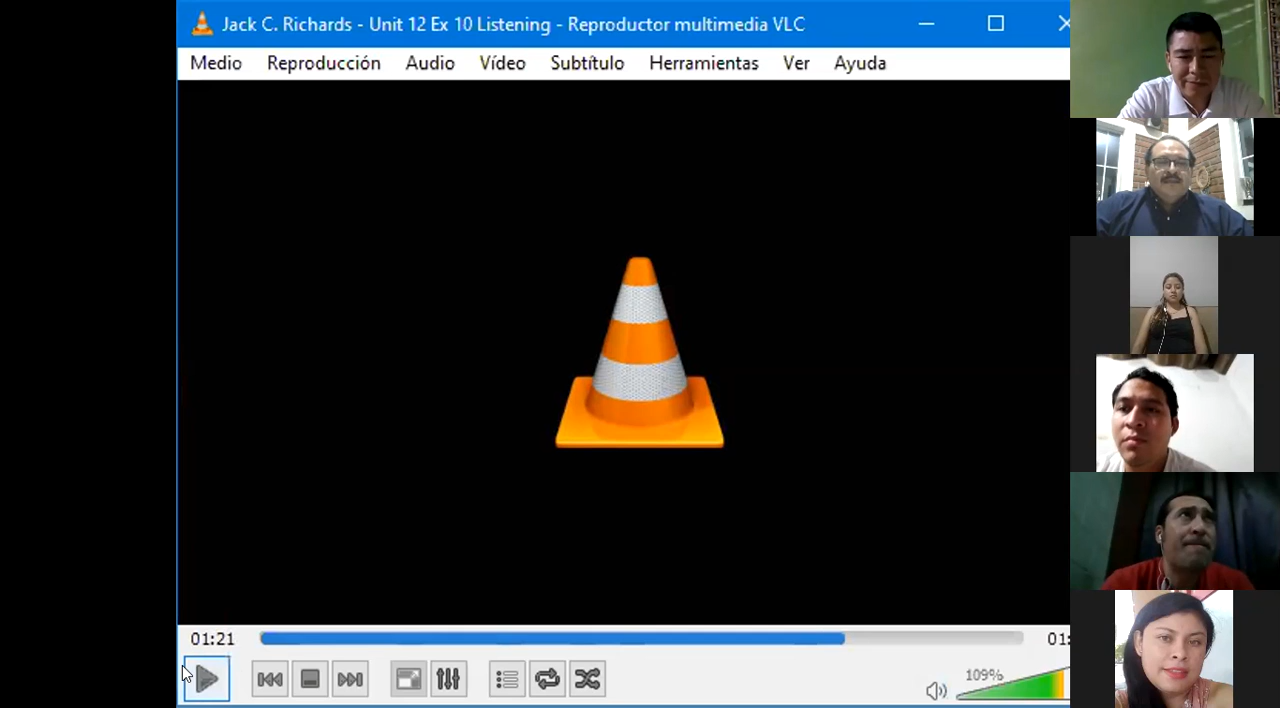 Jack C. Richards - Unit 12 Ex 10 Listening - Reproductor multimedia VLC
Medio Reproducción Audio Vídeo Subtítulo Herramientas Ver Ayuda
01:21
109%